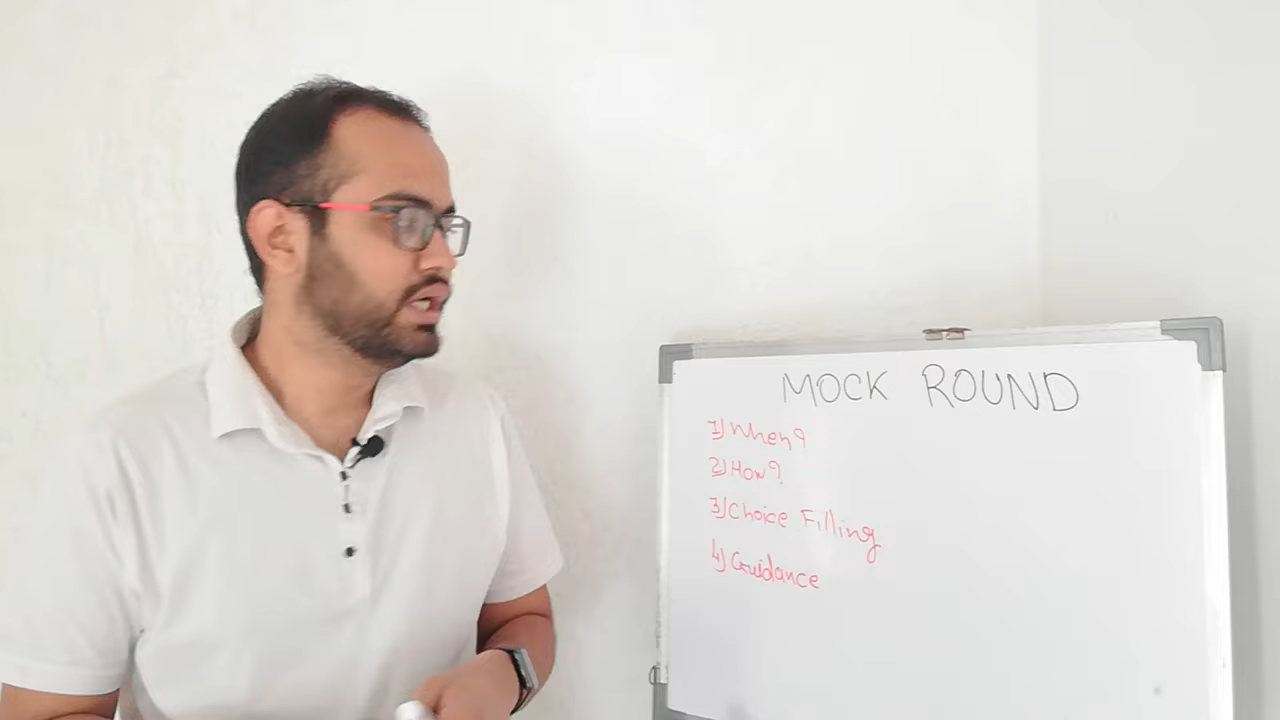 MOCK ROUND
1) When?
2) How?
3) Choice Filling
4) Guidance